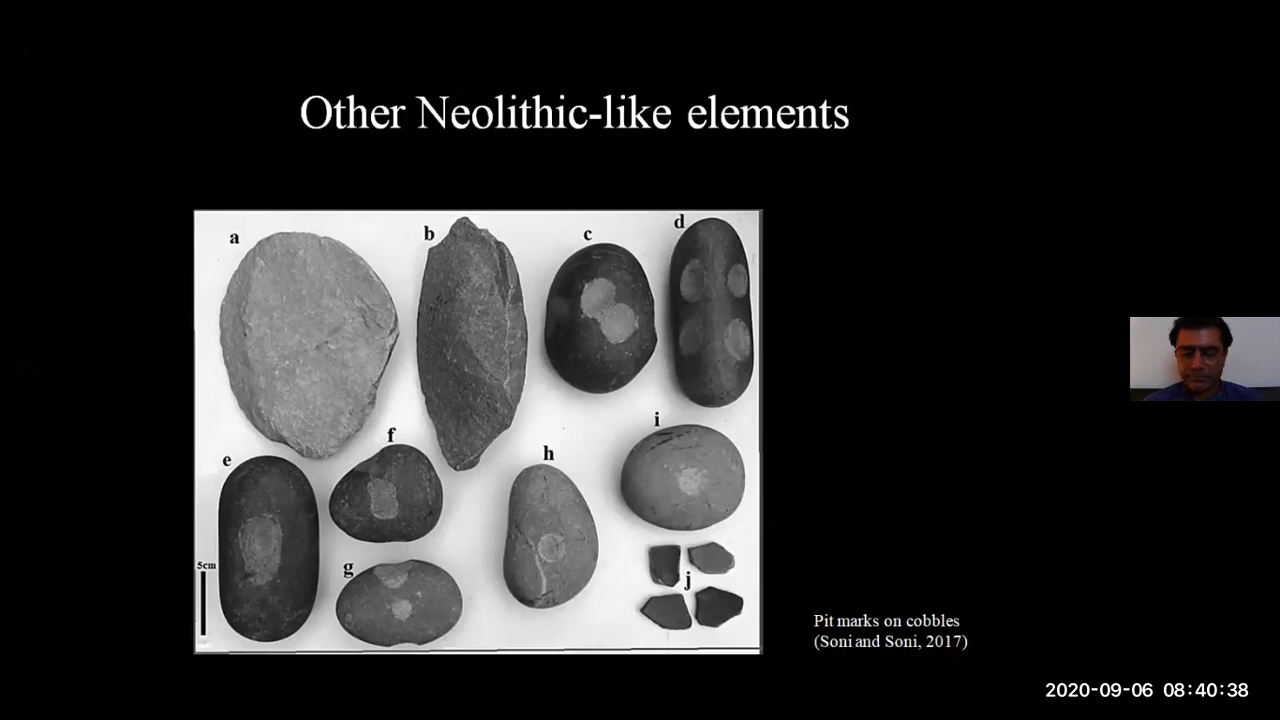 Other Neolithic-like elements
a
b
c
d
e
f
g
h
i
j
5cm
Pit marks on cobbles
(Soni and Soni, 2017)
2020-09-06 08:40:38